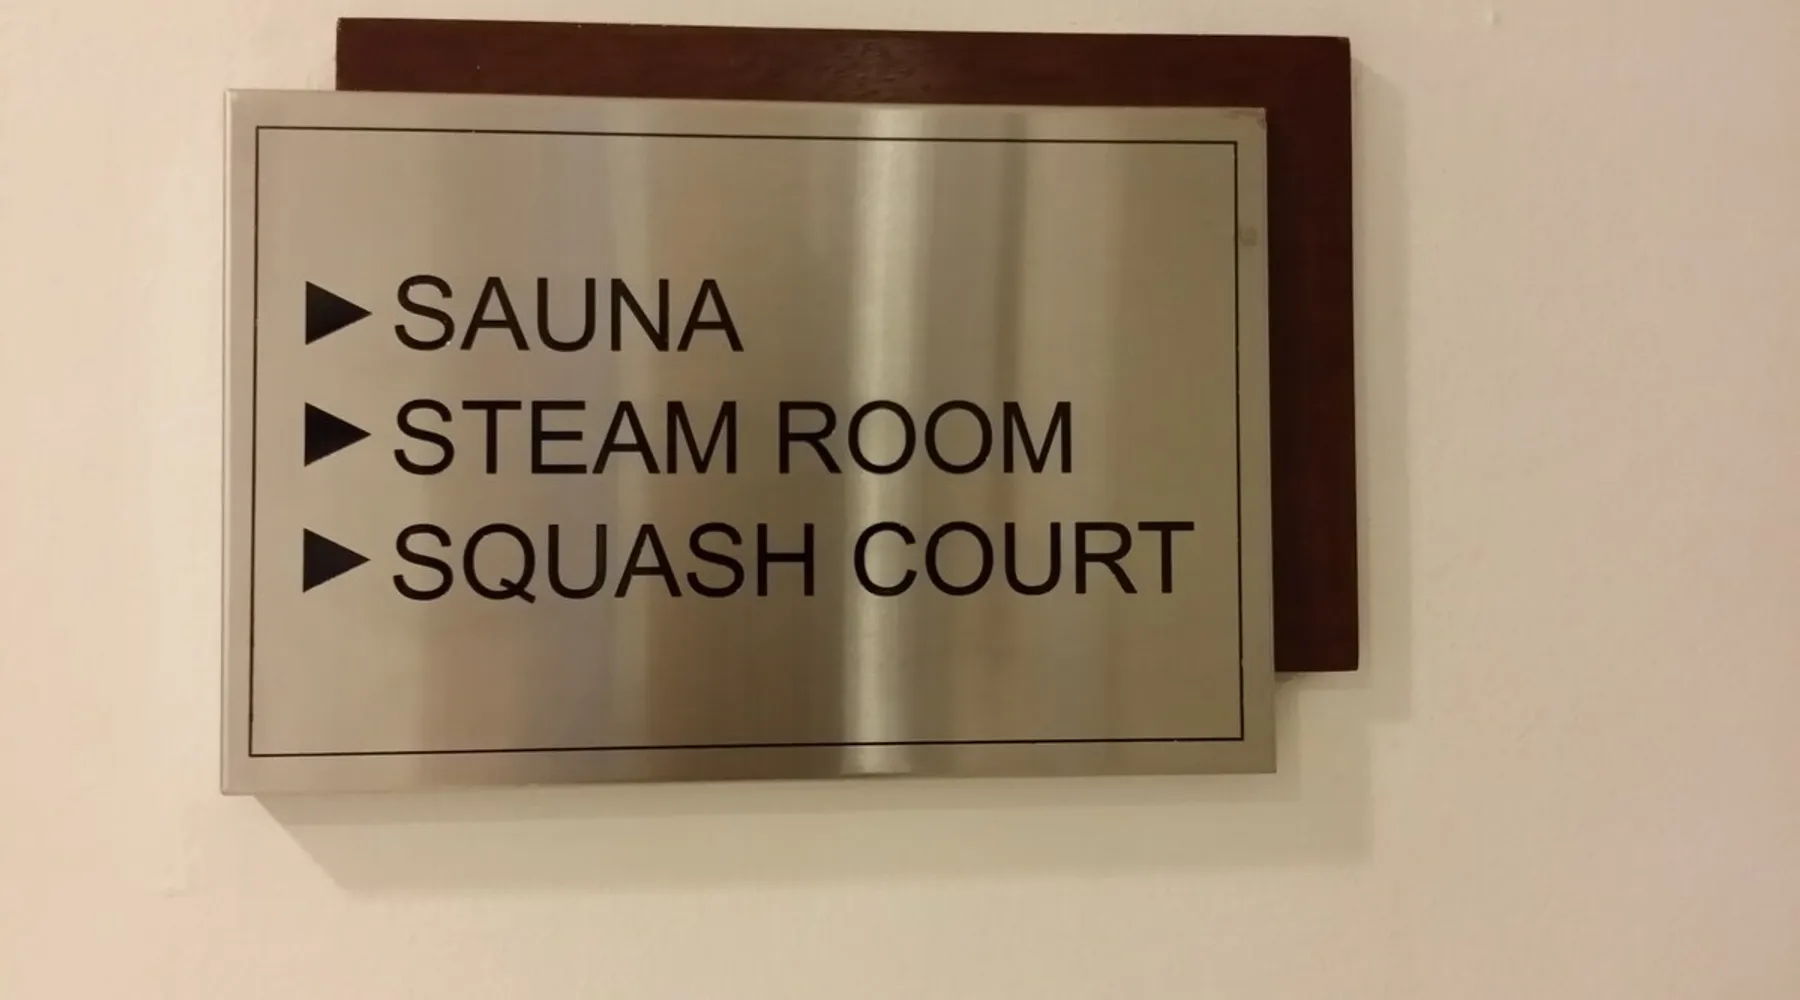 ▶ SAUNA
▶ STEAM ROOM
▶ SQUASH COURT